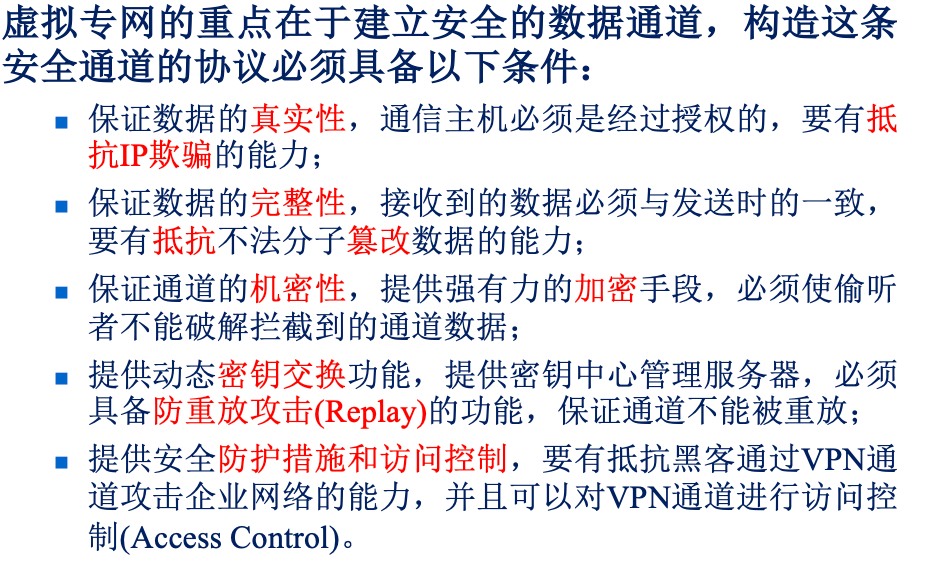 虚拟专网的重点在于建立安全的数据通道，构造这条
安全通道的协议必须具备以下条件：
■ 保证数据的真实性，通信主机必须是经过授权的，要有抵
抗IP欺骗的能力；
■ 保证数据的完整性，接收到的数据必须与发送时的一致，
要有抵抗不法分子篡改数据的能力；
■ 保证通道的机密性，提供强有力的加密手段，必须使偷听
者不能破解拦截到的通道数据；
■ 提供动态密钥交换功能，提供密钥中心管理服务器，必须
具备防重放攻击(Replay)的功能，保证通道不能被重放；
■ 提供安全防护措施和访问控制，要有抵抗黑客通过VPN通
道攻击企业网络的能力，并且可以对VPN通道进行访问控
制(Access Control)。